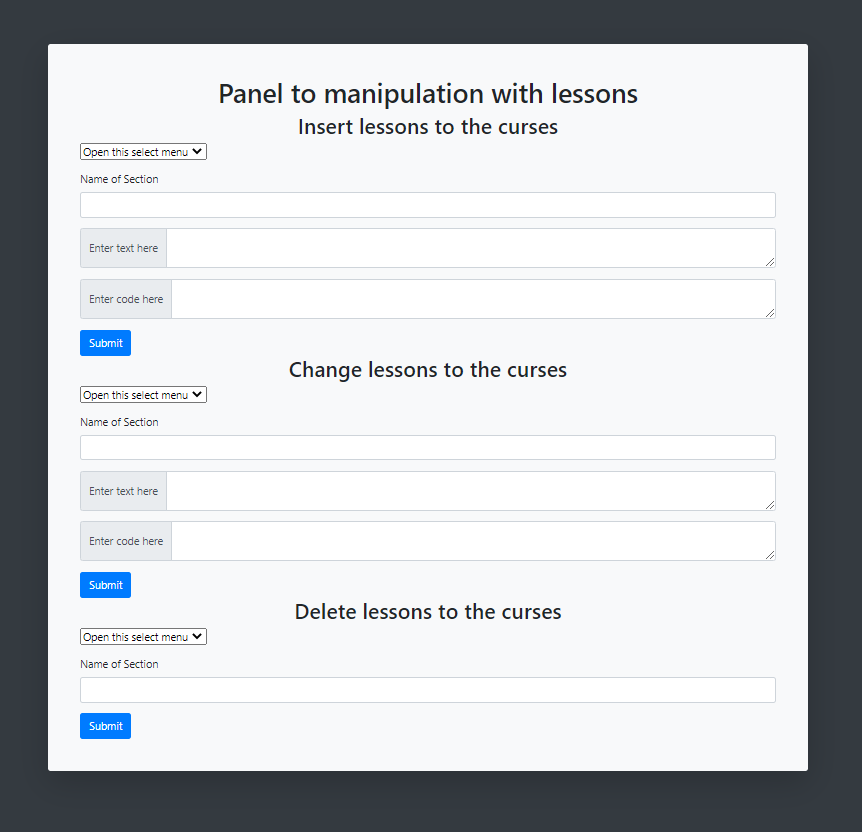 Panel to manipulation with lessons
Insert lessons to the curses
Open this select menu
Name of Section
Enter text here
Enter code here
Submit
Change lessons to the curses
Open this select menu
Name of Section
Enter text here
Enter code here
Submit
Delete lessons to the curses
Open this select menu
Name of Section
Submit